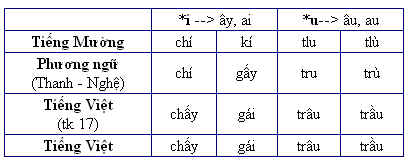 *i --> ây, ai *u--> âu, au
Tiếng Mường chí kí tlu tlù
Phương ngữ
(Thanh - Nghệ) chí gấy tru trù
Tiếng Việt
(tk 17) chấy gái trâu trầu
Tiếng Việt chấy gái trâu trầu